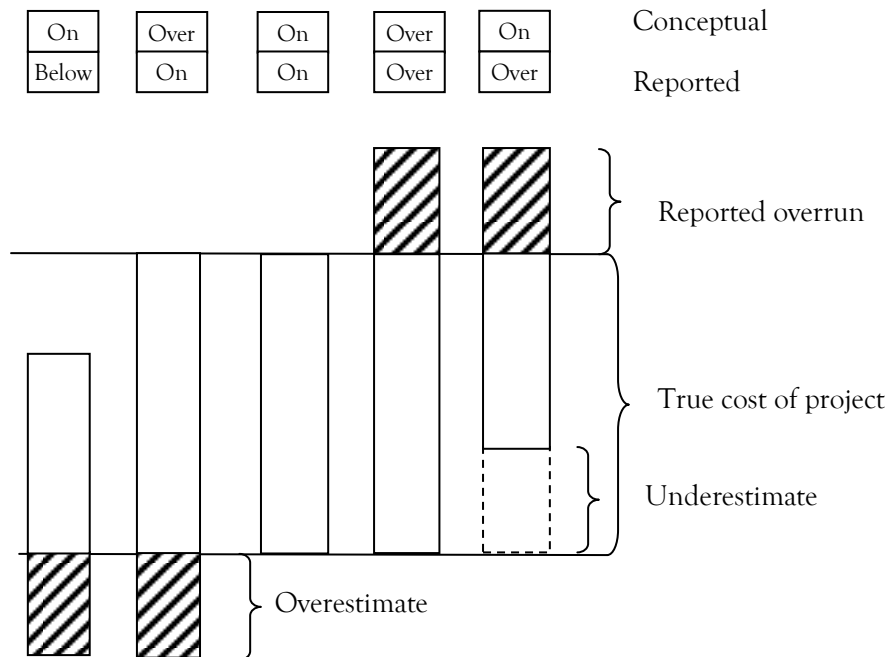 On Over On Over On Conceptual
Below On On Over Over Reported
Reported overrun
True cost of project
Underestimate
Overestimate